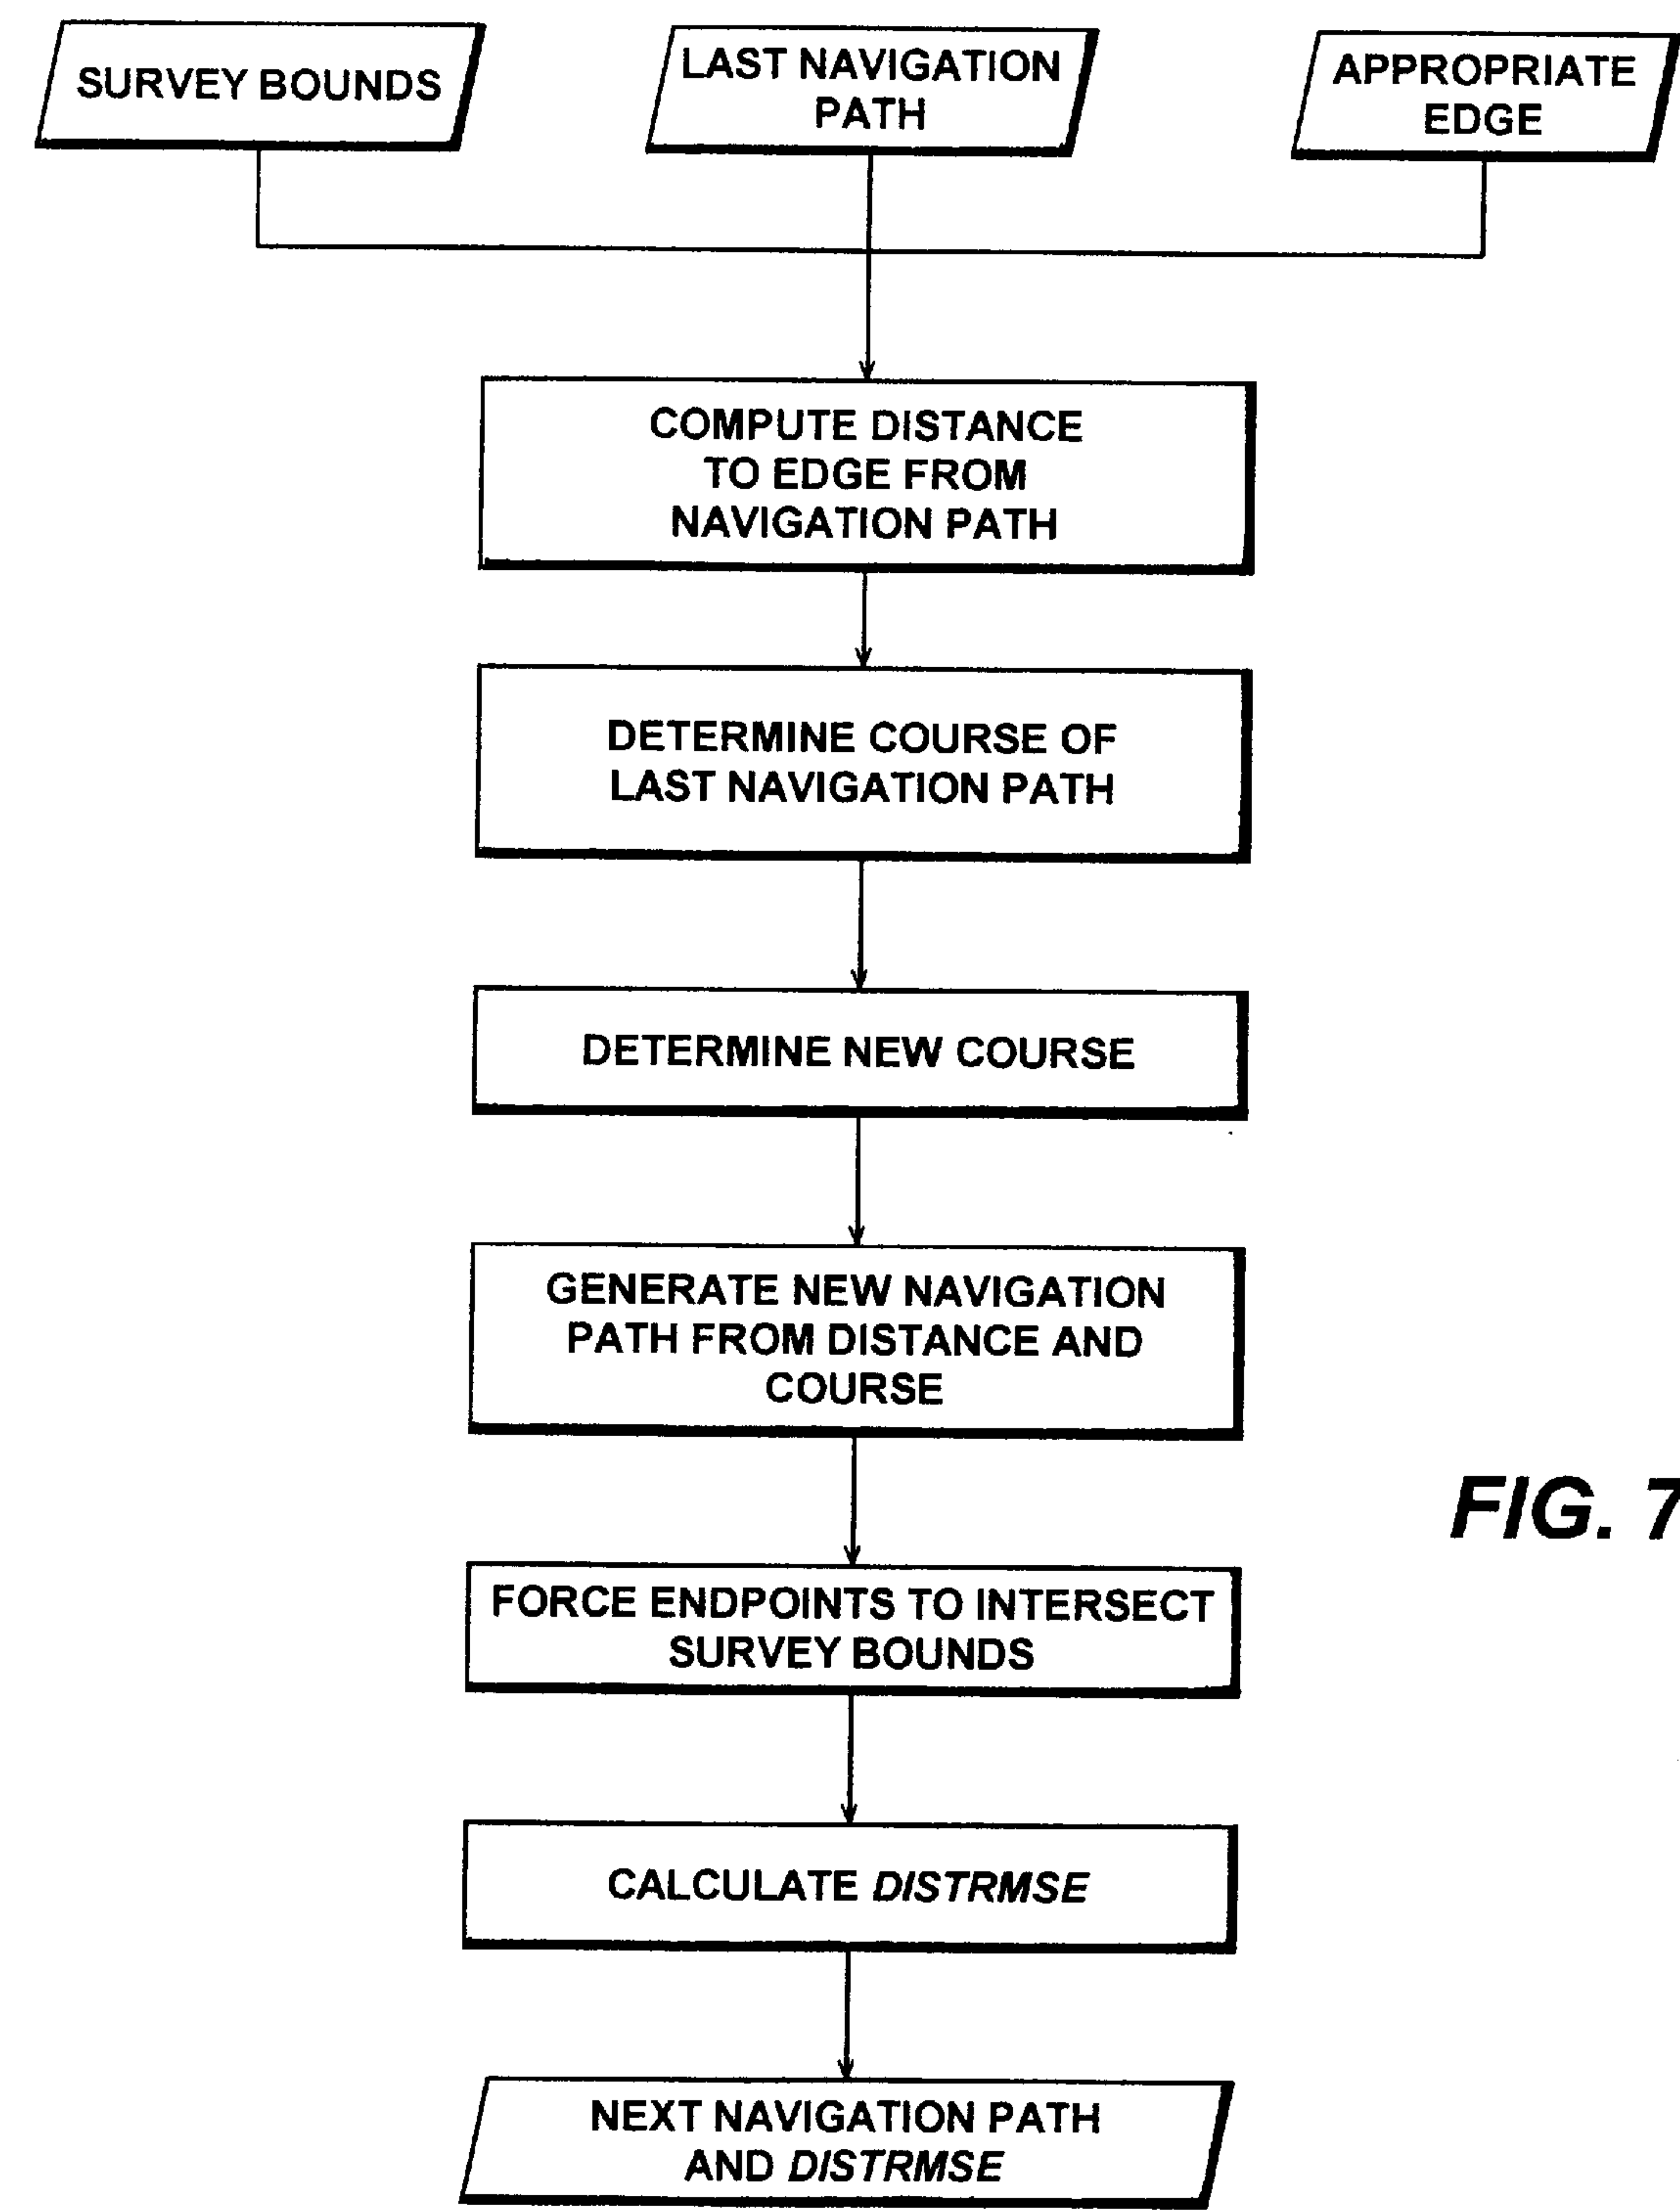 SURVEY BOUNDS
LAST NAVIGATION
PATH
APPROPRIATE
EDGE
COMPUTE DISTANCE
TO EDGE FROM
NAVIGATION PATH
DETERMINE COURSE OF
LAST NAVIGATION PATH
DETERMINE NEW COURSE
GENERATE NEW NAVIGATION
PATH FROM DISTANCE AND
COURSE
FIG. 7
FORCE ENDPOINTS TO INTERSECT
SURVEY BOUNDS
CALCULATE DISTRMSE
NEXT NAVIGATION PATH
AND DISTRMSE